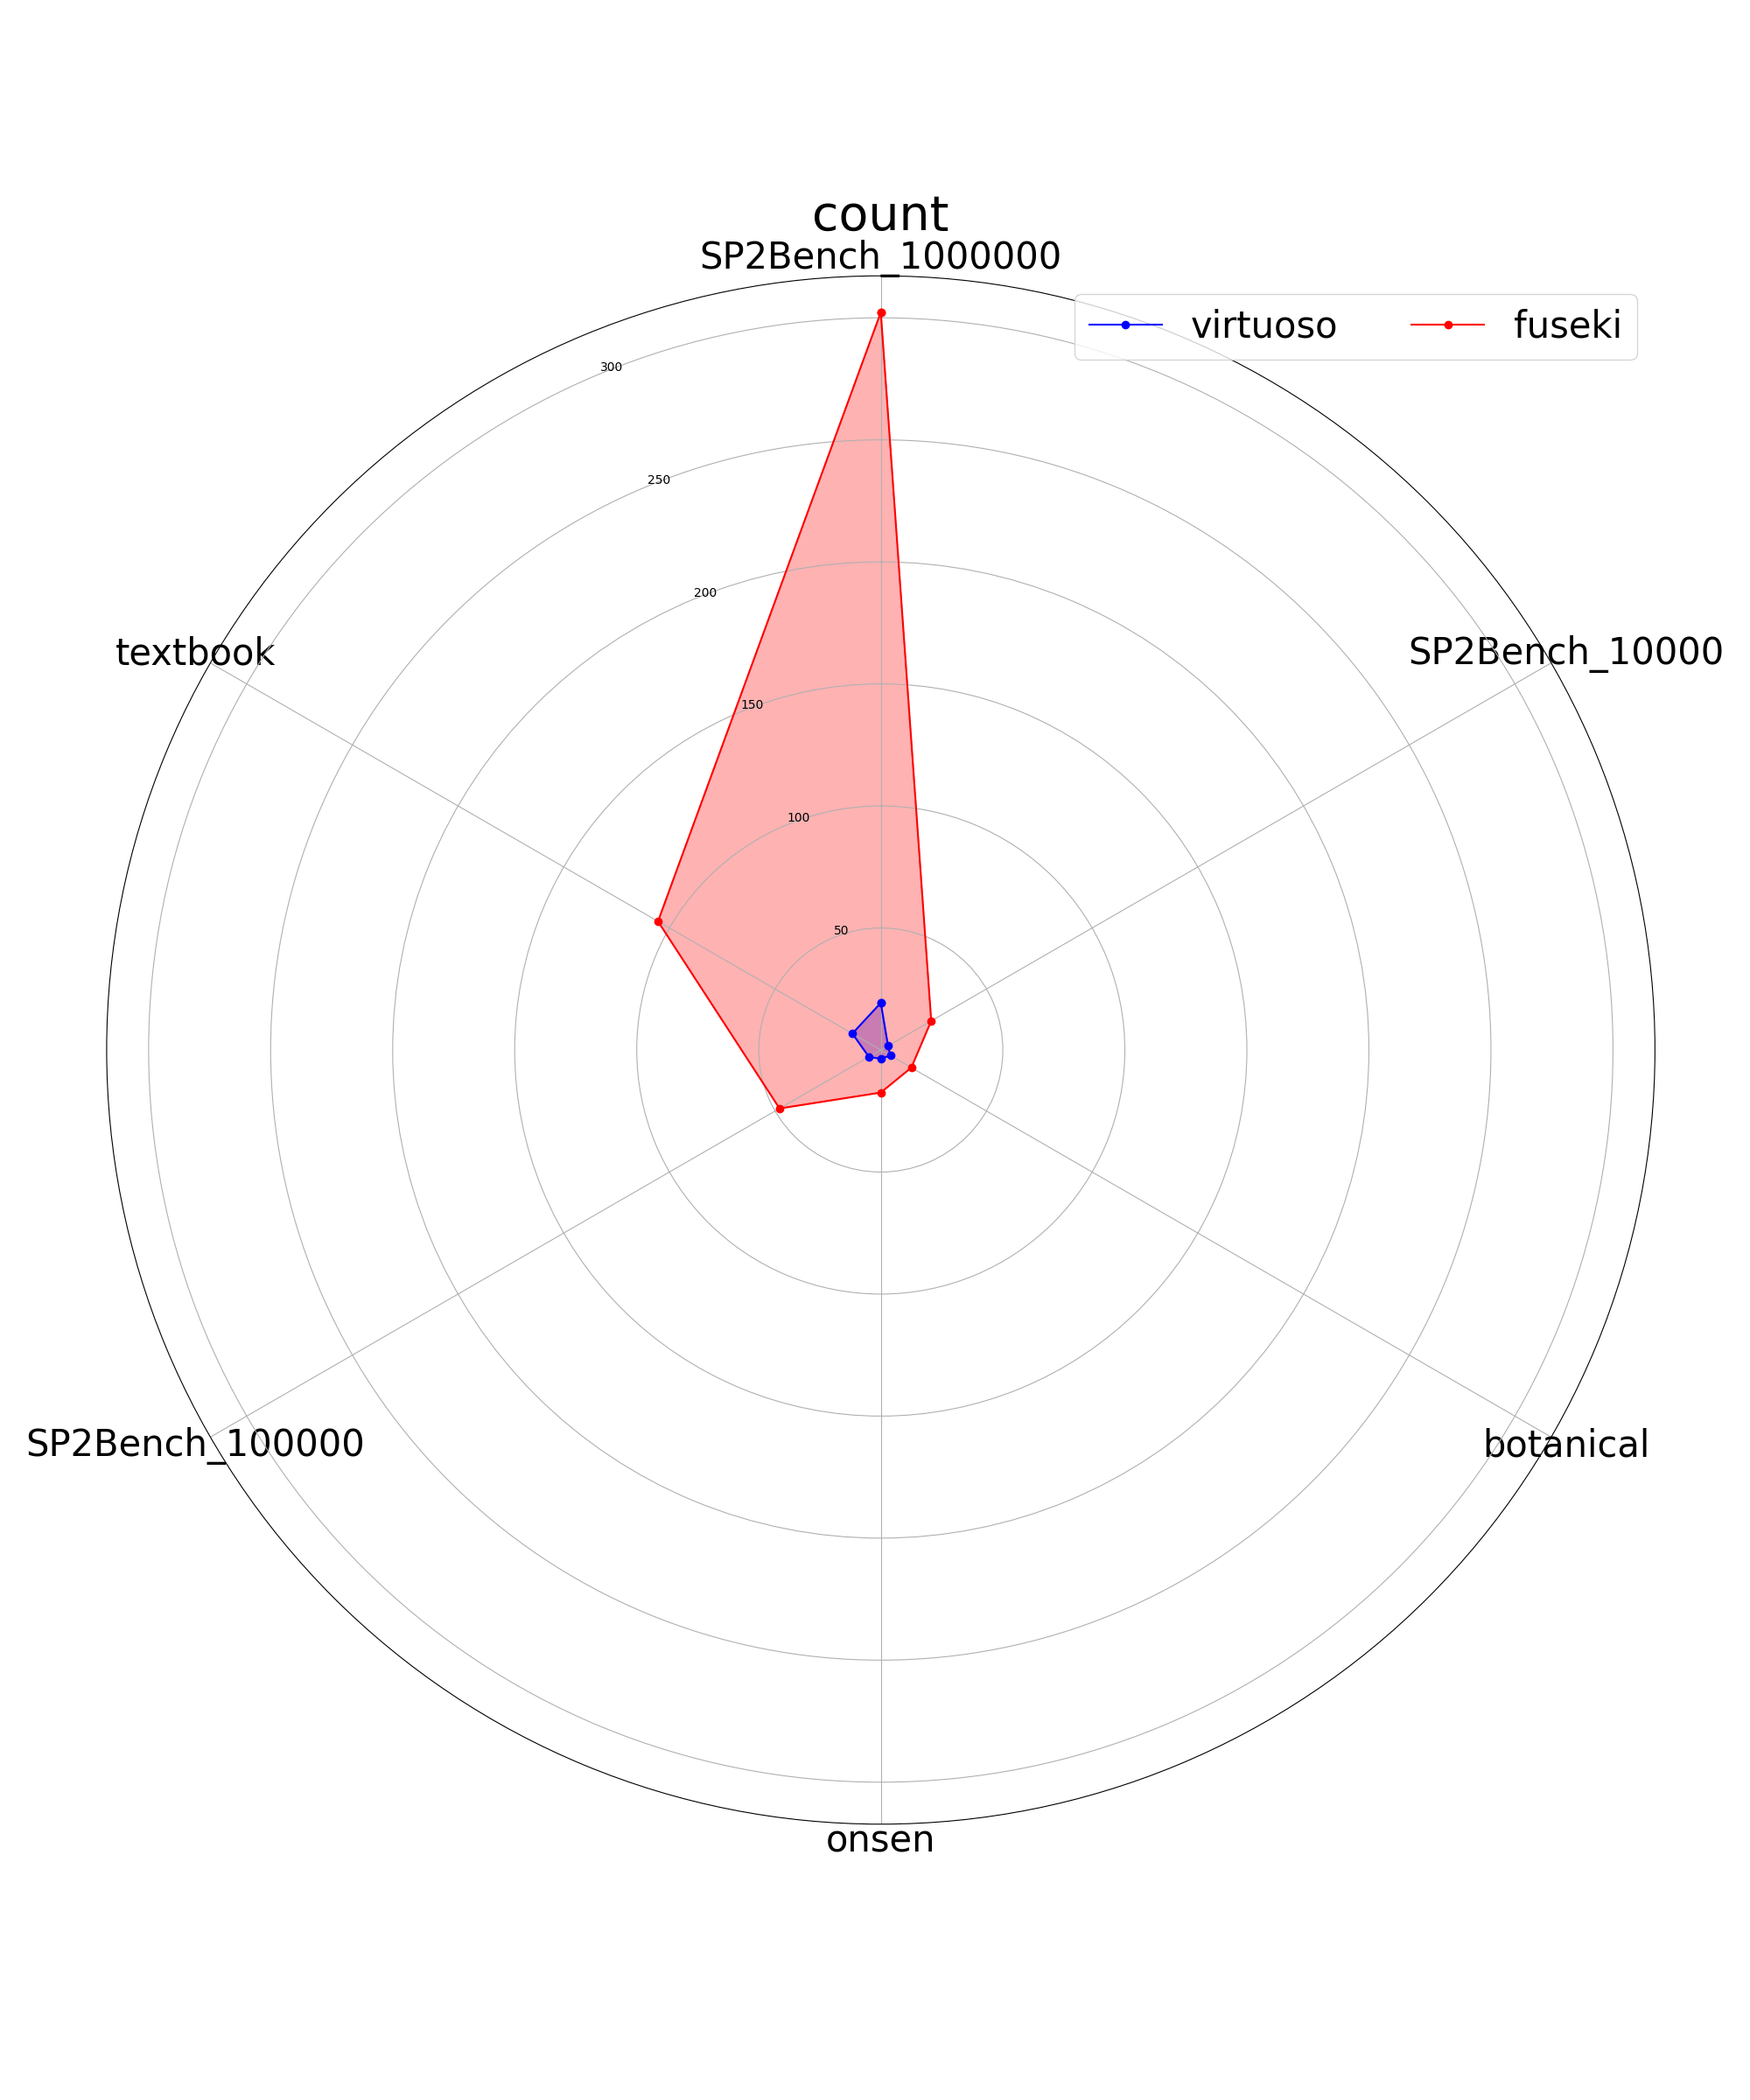 count
SP2Bench_1000000
virtuoso
fuseki
300
250
200
textbook
SP2Bench_10000
150
100
50
SP2Bench_100000
botanical
onsen